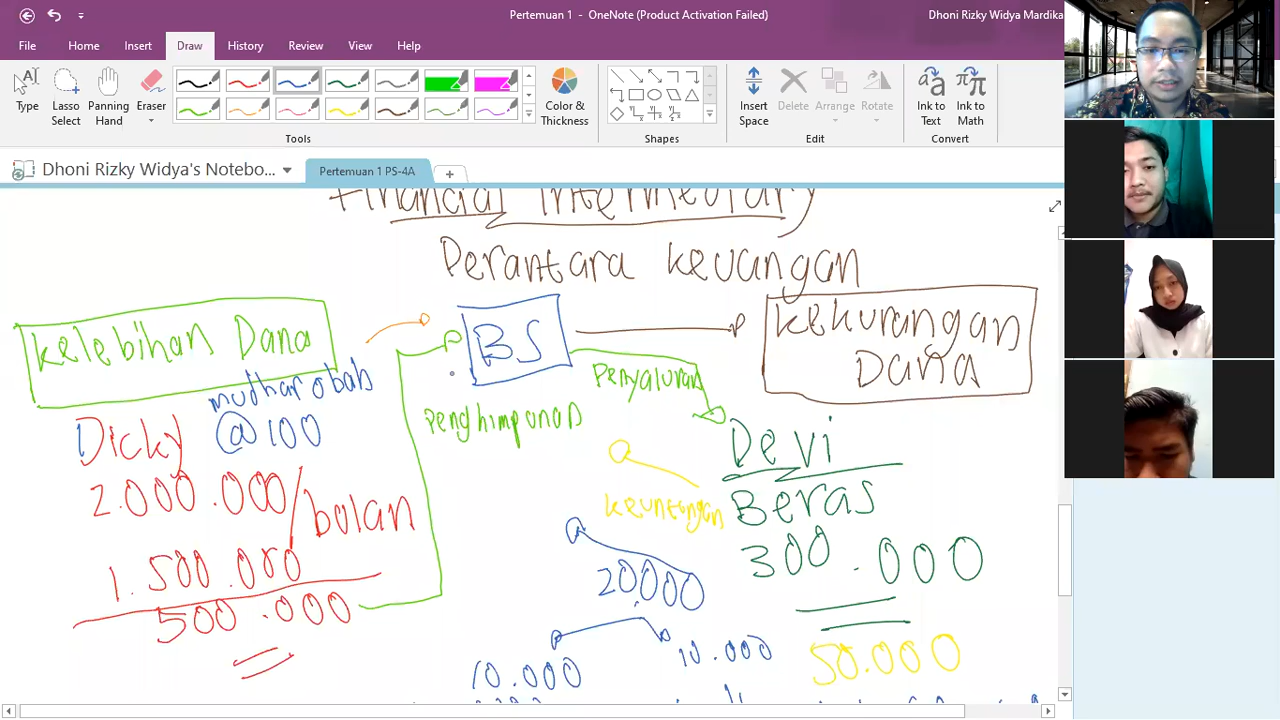 Pertemuan 1 - OneNote (Product Activation Failed)
Dhoni Rizky Widya Mardika
File Home Insert Draw History Review View Help
Type
Lasso Select
Panning Hand
Eraser
Color & Thickness
Insert Space
Delete
Arrange
Rotate
Ink to Text
Ink to Math
Tools
Shapes
Edit
Convert
Dhoni Rizky Widya's Notebo...
Pertemuan 1 PS-4A
Financial Intermediary
Perantara keuangan
Kelebihan Dana
BS
kekurangan
Dana
mudharobah
Penyaluran
Dicky @100
penghimpunan
Devi
2.000.000/bulan
keuntungan
Beras
1.500.000
300.000
500.000
20.000
10.000
10.000
50.000